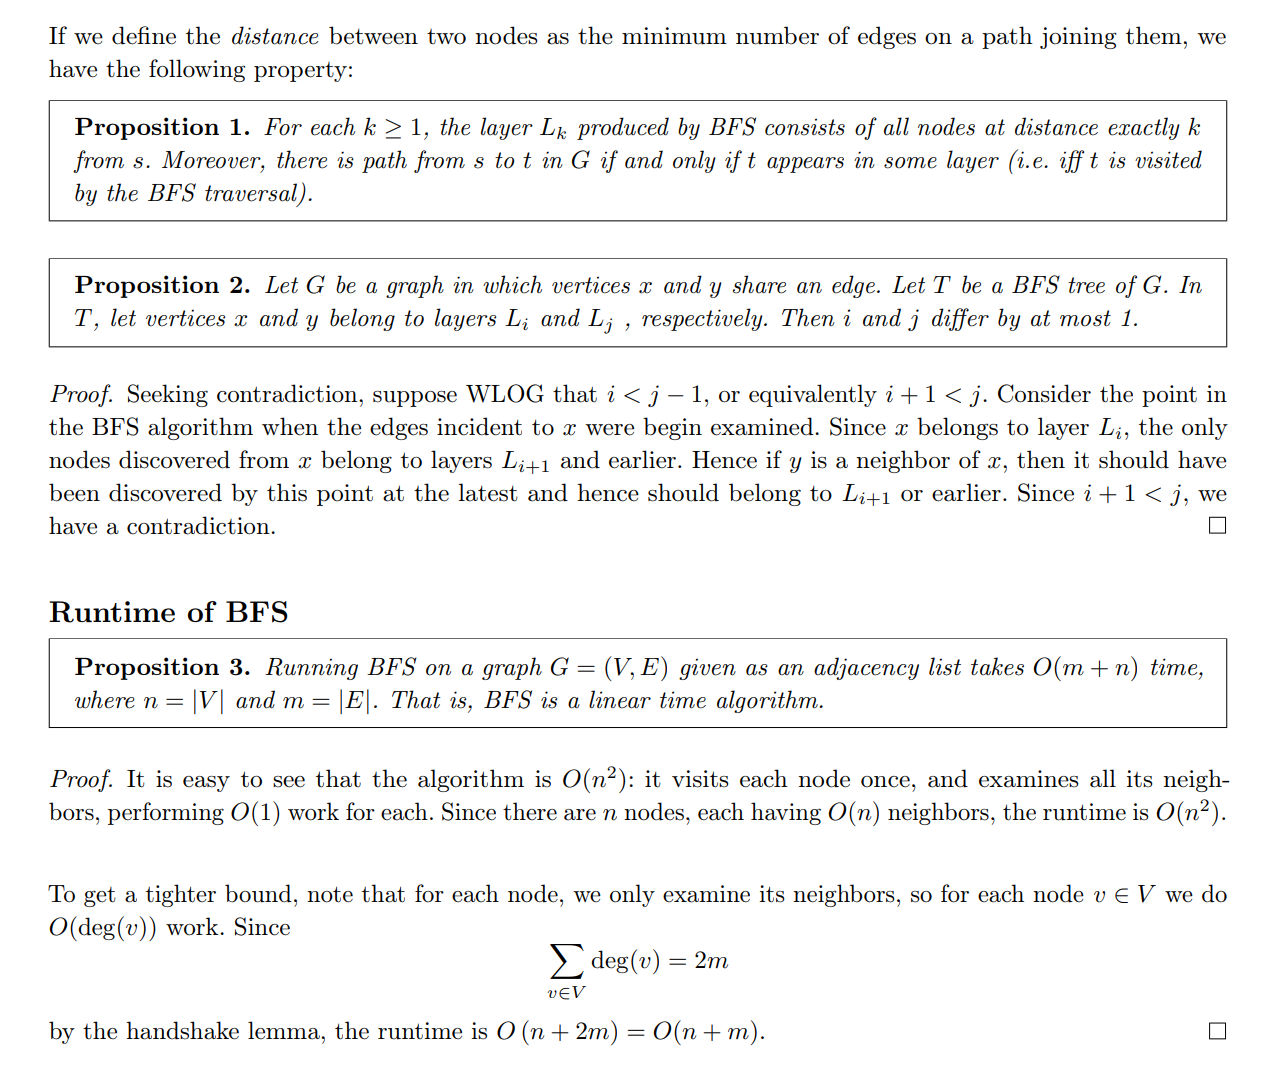 If we define the distance between two nodes as the minimum number of edges on a path joining them, we
have the following property:
Proposition 1. For each k ≥ 1, the layer Lₖ produced by BFS consists of all nodes at distance exactly k
from s. Moreover, there is path from s to t in G if and only if t appears in some layer (i.e. iff t is visited
by the BFS traversal).
Proposition 2. Let G be a graph in which vertices x and y share an edge. Let T be a BFS tree of G. In
T, let vertices x and y belong to layers Lᵢ and Lⱼ , respectively. Then i and j differ by at most 1.
Proof. Seeking contradiction, suppose WLOG that i < j − 1, or equivalently i + 1 < j. Consider the point in
the BFS algorithm when the edges incident to x were begin examined. Since x belongs to layer Lᵢ, the only
nodes discovered from x belong to layers Lᵢ₊₁ and earlier. Hence if y is a neighbor of x, then it should have
been discovered by this point at the latest and hence should belong to Lᵢ₊₁ or earlier. Since i + 1 < j, we
have a contradiction. □
Runtime of BFS
Proposition 3. Running BFS on a graph G = (V, E) given as an adjacency list takes O(m + n) time,
where n = |V| and m = |E|. That is, BFS is a linear time algorithm.
Proof. It is easy to see that the algorithm is O(n²): it visits each node once, and examines all its neigh-
bors, performing O(1) work for each. Since there are n nodes, each having O(n) neighbors, the runtime is O(n²).
To get a tighter bound, note that for each node, we only examine its neighbors, so for each node v ∈ V we do
O(deg(v)) work. Since
∑ deg(v) = 2m
v∈V
by the handshake lemma, the runtime is O (n + 2m) = O(n + m). □